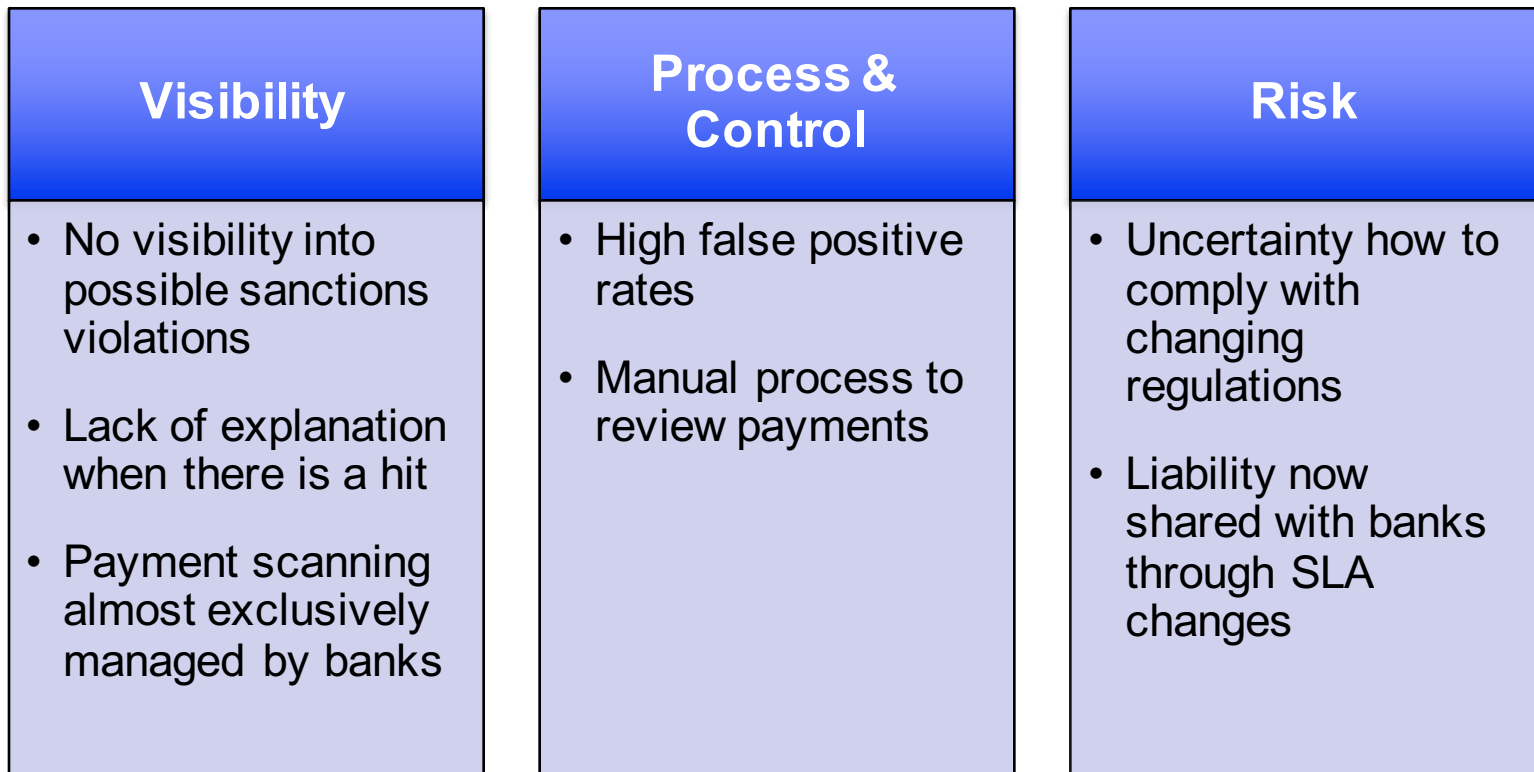 Visibility
• No visibility into
possible sanctions
violations
• Lack of explanation
when there is a hit
• Payment scanning
almost exclusively
managed by banks
Process &
Control
• High false positive
rates
• Manual process to
review payments
Risk
• Uncertainty how to
comply with
changing
regulations
• Liability now
shared with banks
through SLA
changes